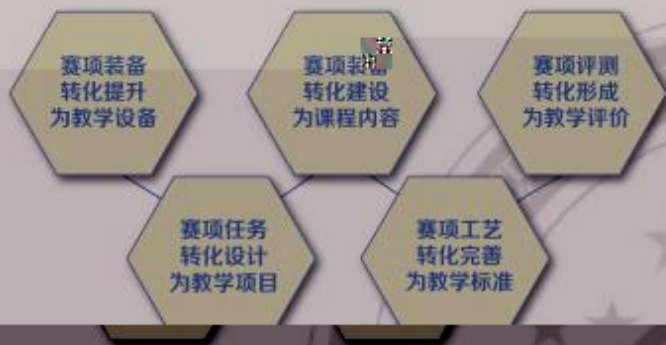 赛项装备
转化提升
为教学设备
赛项装备
转化建设
为课程内容
赛项评测
转化形成
为教学评价
赛项任务
转化设计
为教学项目
赛项工艺
转化完善
为教学标准